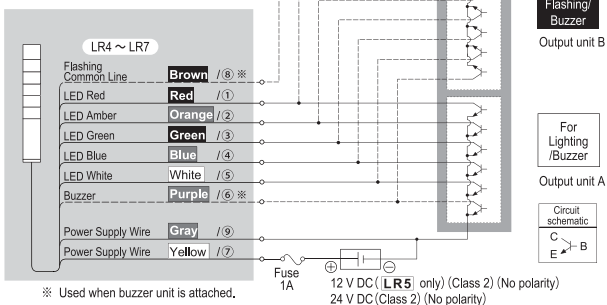 Flashing/
Buzzer
Output unit B
LR4 ～ LR7
Flashing
Common Line Brown /⑧ ※
LED Red Red /①
LED Amber Orange /②
LED Green Green /③
LED Blue Blue /④
LED White White /⑤
Buzzer Purple /⑥ ※
Power Supply Wire Gray /⑨
Power Supply Wire Yellow /⑦
For
Lighting
/Buzzer
Output unit A
Circuit
schematic
C
B
E
⊕ ⊖
Fuse
1A
※ Used when buzzer unit is attached.
12 V DC (LR5 only) (Class 2) (No polarity)
24 V DC (Class 2) (No polarity)